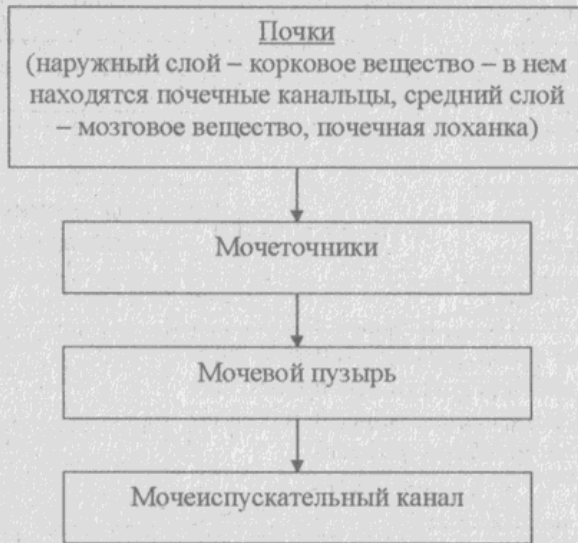 Почки
(наружный слой – корковое вещество – в нем
находятся почечные канальцы, средний слой
– мозговое вещество, почечная лоханка)
Мочеточники
Мочевой пузырь
Мочеиспускательный канал